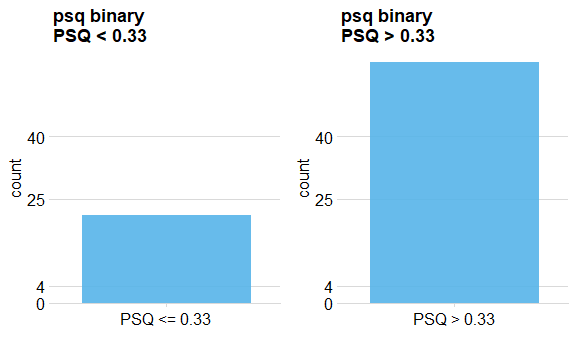 psq binary
PSQ < 0.33
40
25
4
0
count
PSQ <= 0.33
psq binary
PSQ > 0.33
40
25
4
0
count
PSQ > 0.33